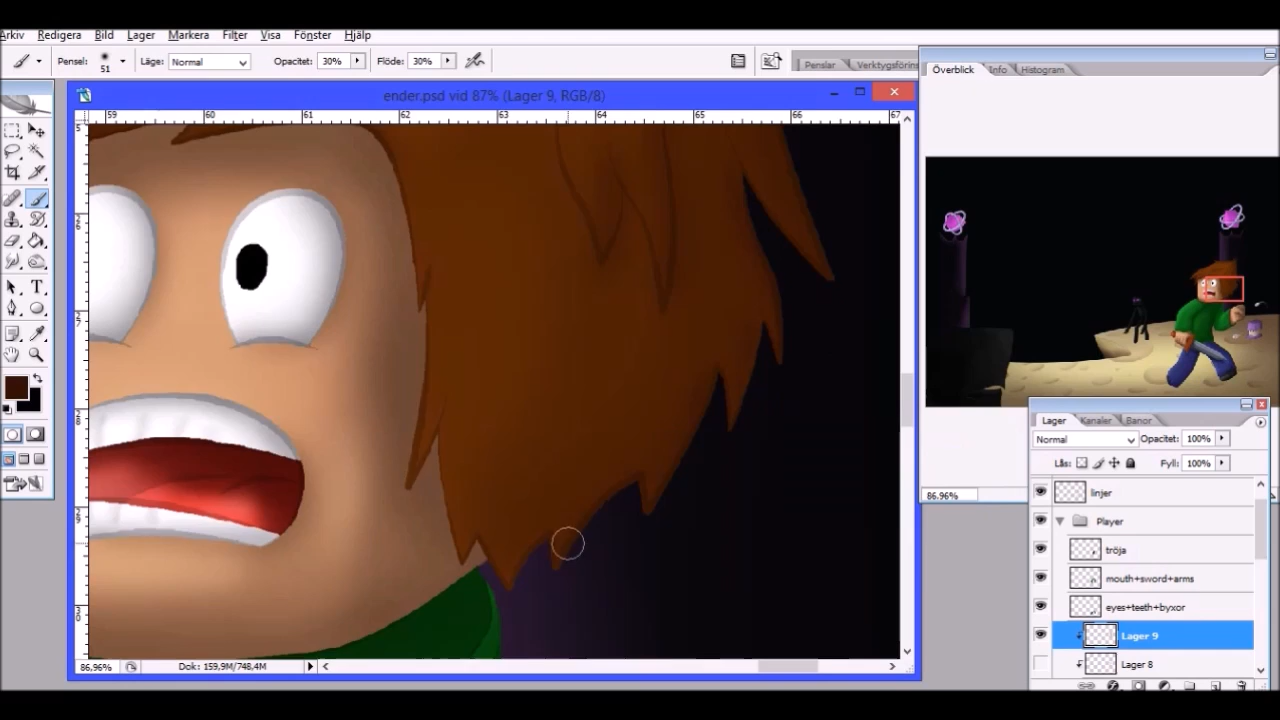 Arkiv Redigera Bild Lager Markera Filter Visa Fönster Hjälp
Pensel: 51 Läge: Normal Opacitet: 30% Flöde: 30%
Penslar Verktygsförins
Överblick Info Histogram
ender.psd vid 87% (Lager 9, RGB/8)
59 60 61 62 63 64 65 66 67
86,96%
Lager Kanaler Banor
Normal Opacitet: 100%
Lås: Fyll: 100%
linjer
Player
tröja
mouth+sword+arms
eyes+teeth+byxor
Lager 9
Lager 8
86,96% Dok: 159,9M/748,4M